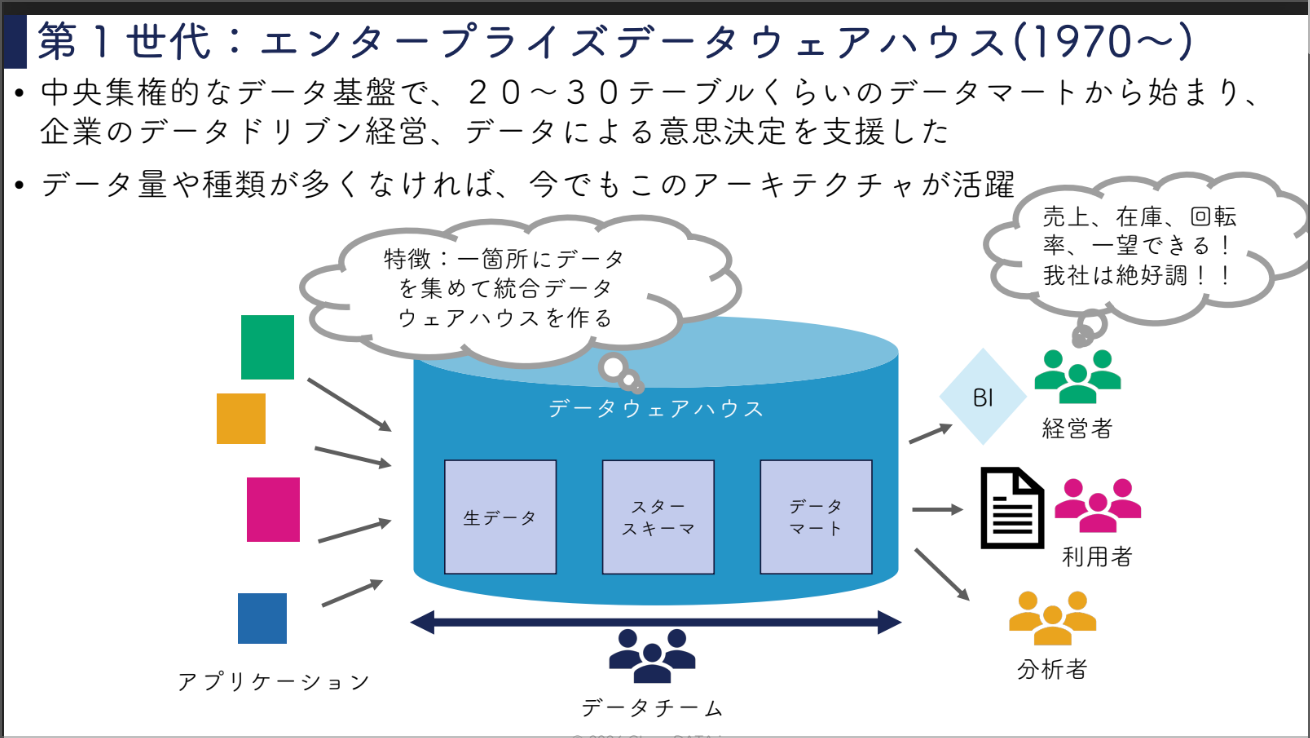 第１世代：エンタープライズデータウェアハウス(1970～)
• 中央集権的なデータ基盤で、２０～３０テーブルくらいのデータマートから始まり、
企業のデータドリブン経営、データによる意思決定を支援した
• データ量や種類が多くなければ、今でもこのアーキテクチャが活躍
売上、在庫、回転
率、一望できる！
我社は絶好調！！
特徴：一箇所にデータ
を集めて統合データ
ウェアハウスを作る
データウェアハウス
BI
経営者
生データ
スター
スキーマ
データ
マート
利用者
分析者
アプリケーション
データチーム